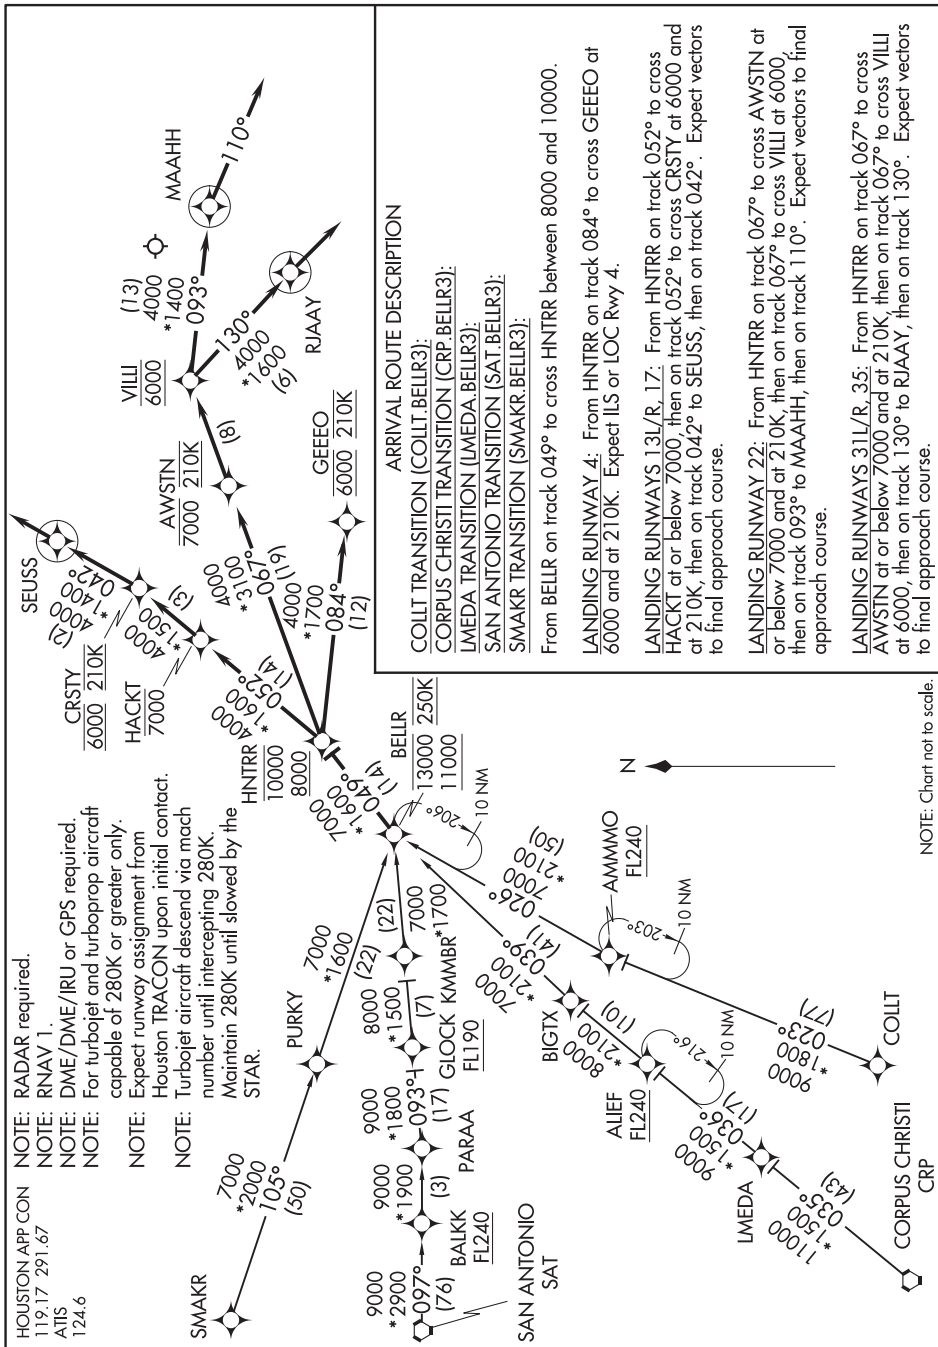 HOUSTON APP CON
119.17 291.67
ATIS
124.6
NOTE: RADAR required.
NOTE: RNAV 1.
NOTE: DME/DME/IRU or GPS required.
NOTE: For turbojet and turboprop aircraft
capable of 280K or greater only.
NOTE: Expect runway assignment from
Houston TRACON upon initial contact.
NOTE: Turbojet aircraft descend via mach
number until intercepting 280K.
Maintain 280K until slowed by the
STAR.
SMAKR
7000
*2000
105°
(50)
PURKY
7000
*1600
(22)
SAN ANTONIO
SAT
9000
*2900
097°
(76)
BALKK
FL240
9000
*1900
(3)
PARAA
9000
*1800
093°
(17)
GLOCK
FL190
8000
*1500
(7)
KMMBR
7000
*1700
(22)
CORPUS CHRISTI
CRP
11000
*1500
035°
(43)
LMEDA
9000
*1500
036°
(17)
ALIEF
FL240
216°
10 NM
8000
*2100
(10)
BIGTX
7000
*2100
039°
(41)
COLLT
9000
*1800
023°
(77)
AMMMO
FL240
203°
10 NM
7000
*2100
(50)
026°
BELLR
13000 250K
11000
206°
10 NM
7000
*1600
049°
(14)
HNTRR
10000
8000
4000
*1600
052°
(14)
HACKT
7000
4000
*1500
(3)
CRSTY
6000 210K
(2)
4000
*1400
042°
SEUSS
4000
*3100
067°
(19)
AWSTN
7000 210K
(8)
VILLI
6000
(13)
4000
*1400
093°
MAAHH
110°
130°
4000
*1600
(6)
RJAAY
4000
*1700
084°
(12)
GEEEO
6000 210K
N
NOTE: Chart not to scale.
ARRIVAL ROUTE DESCRIPTION
COLLT TRANSITION (COLLT.BELLR3):
CORPUS CHRISTI TRANSITION (CRP.BELLR3):
LMEDA TRANSITION (LMEDA.BELLR3):
SAN ANTONIO TRANSITION (SAT.BELLR3):
SMAKR TRANSITION (SMAKR.BELLR3):
From BELLR on track 049° to cross HNTRR between 8000 and 10000.
LANDING RUNWAY 4: From HNTRR on track 084° to cross GEEEO at
6000 and at 210K. Expect ILS or LOC Rwy 4.
LANDING RUNWAYS 13L/R, 17: From HNTRR on track 052° to cross
HACKT at or below 7000, then on track 052° to cross CRSTY at 6000 and
at 210K, then on track 042° to SEUSS, then on track 042°. Expect vectors
to final approach course.
LANDING RUNWAY 22: From HNTRR on track 067° to cross AWSTN at
or below 7000 and at 210K, then on track 067° to cross VILLI at 6000,
then on track 093° to MAAHH, then on track 110°. Expect vectors to final
approach course.
LANDING RUNWAYS 31L/R, 35: From HNTRR on track 067° to cross
AWSTN at or below 7000 and at 210K, then on track 067° to cross VILLI
at 6000, then on track 130° to RJAAY, then on track 130°. Expect vectors
to final approach course.